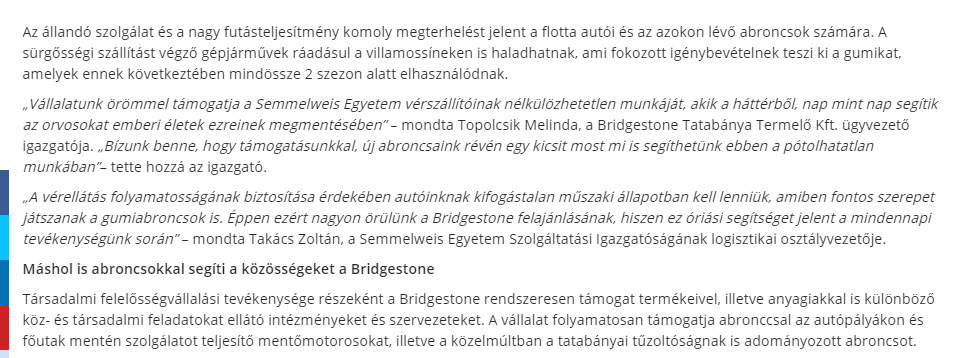 Az állandó szolgálat és a nagy futásteljesítmény komoly megterhelést jelent a flotta autói és az azokon lévő abroncsok számára. A
sürgősségi szállítást végző gépjárművek ráadásul a villamossíneken is haladhatnak, ami fokozott igénybevételnek teszi ki a gumikat,
amelyek ennek következtében mindössze 2 szezon alatt elhasználódnak.
„Vállalatunk örömmel támogatja a Semmelweis Egyetem vérszállítóinak nélkülözhetetlen munkáját, akik a háttérből, nap mint nap segítik
az orvosokat emberi életek ezreinek megmentésében” – mondta Topolcsik Melinda, a Bridgestone Tatabánya Termelő Kft. ügyvezető
igazgatója. „Bízunk benne, hogy támogatásunkkal, új abroncsaink révén egy kicsit most mi is segíthetünk ebben a pótolhatatlan
munkában”– tette hozzá az igazgató.
„A vérellátás folyamatosságának biztosítása érdekében autóinknak kifogástalan műszaki állapotban kell lenniük, amiben fontos szerepet
játszanak a gumiabroncsok is. Éppen ezért nagyon örülünk a Bridgestone felajánlásának, hiszen ez óriási segítséget jelent a mindennapi
tevékenységünk során” – mondta Takács Zoltán, a Semmelweis Egyetem Szolgáltatási Igazgatóságának logisztikai osztályvezetője.
Máshol is abroncsokkal segíti a közösségeket a Bridgestone
Társadalmi felelősségvállalási tevékenysége részeként a Bridgestone rendszeresen támogat termékeivel, illetve anyagiakkal is különböző
köz- és társadalmi feladatokat ellátó intézményeket és szervezeteket. A vállalat folyamatosan támogatja abronccsal az autópályákon és
főutak mentén szolgálatot teljesítő mentőmotorosokat, illetve a közelmúltban a tatabányai tűzoltóságnak is adományozott abroncsot.